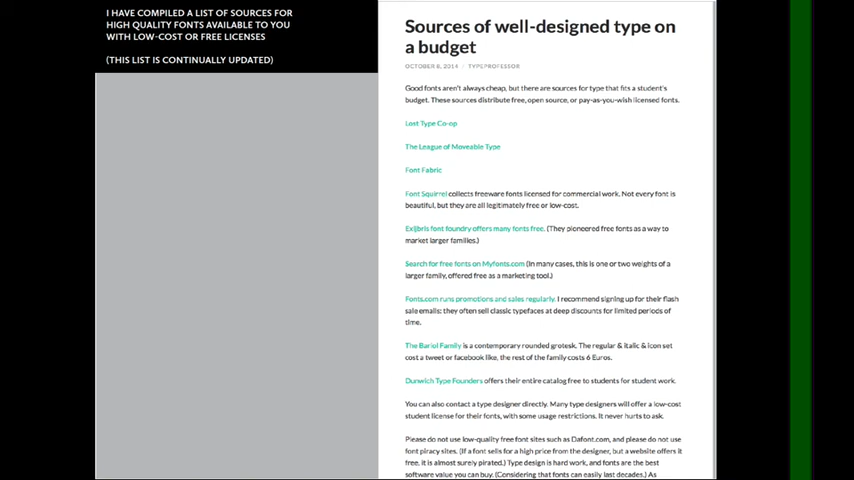 I HAVE COMPILED A LIST OF SOURCES FOR
HIGH QUALITY FONTS AVAILABLE TO YOU
WITH LOW-COST OR FREE LICENSES
(THIS LIST IS CONTINUALLY UPDATED)
Sources of well-designed type on
a budget
OCTOBER 8, 2014 / TYPEPROFESSOR
Good fonts aren't always cheap, but there are sources for type that fits a student's
budget. These sources distribute free, open source, or pay-as-you-wish licensed fonts.
Lost Type Co-op
The League of Moveable Type
Font Fabric
Font Squirrel collects freeware fonts licensed for commercial work. Not every font is
beautiful, but they are all legitimately free or low-cost.
Exljbris font foundry offers many fonts free. (They pioneered free fonts as a way to
market larger families.)
Search for free fonts on Myfonts.com (In many cases, this is one or two weights of a
larger family, offered free as a marketing tool.)
Fonts.com runs promotions and sales regularly. I recommend signing up for their flash
sale emails: they often sell classic typefaces at deep discounts for limited periods of
time.
The Bariol Family is a contemporary rounded grotesk. The regular & italic & icon set
cost a tweet or facebook like, the rest of the family costs 6 Euros.
Dunwich Type Founders offers their entire catalog free to students for student work.
You can also contact a type designer directly. Many type designers will offer a low-cost
student license for their fonts, with some usage restrictions. It never hurts to ask.
Please do not use low-quality free font sites such as Dafont.com, and please do not use
font piracy sites. (If a font sells for a high price from the designer, but a website offers it
free, it is almost surely pirated.) Type design is hard work, and fonts are the best
software value you can buy. (Considering that fonts can easily last decades.) As